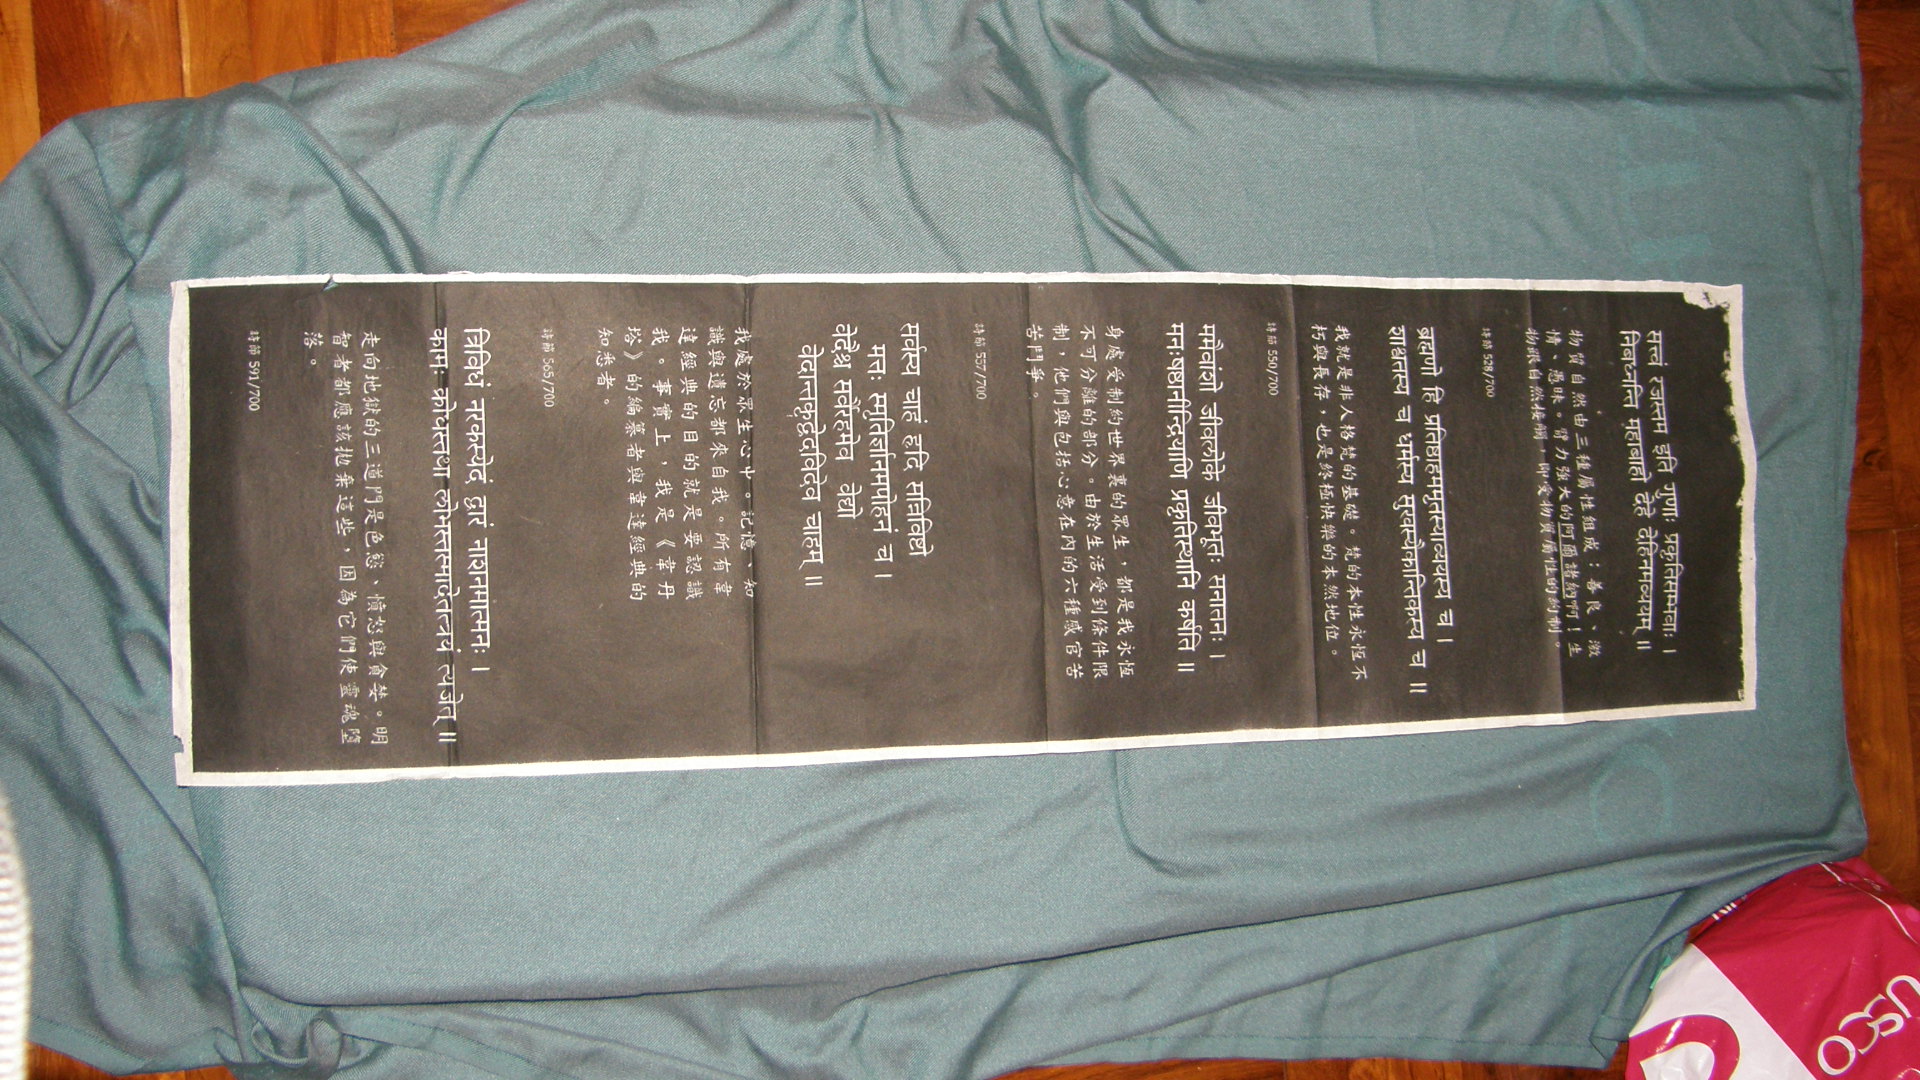 सत्त्वं रजस्तम इति गुणाः प्रकृतिसम्भवाः ।
निबध्नन्ति महाबाहो देहे देहिनमव्ययम् ॥
物質自然由三種屬性組成：善良、激
情、愚昧。臂力強大的阿爾諸納啊！生
物跟自然接觸，即受物質屬性的約制。
詩節 528/700
ब्रह्मणो हि प्रतिष्ठाहममृतस्याव्ययस्य च ।
शाश्वतस्य च धर्मस्य सुखस्यैकान्तिकस्य च ॥
我就是非人格梵的基礎。梵的本性永恆不
朽與長存，也是終極快樂的本然地位。
詩節 550/700
ममैवांशो जीवलोके जीवभूतः सनातनः ।
मनःषष्ठानीन्द्रियाणि प्रकृतिस्थानि कर्षति ॥
身處受制約世界裏的眾生，都是我永恆
不可分離的部分。由於生活受到條件限
制，他們與包括心意在內的六種感官苦
苦鬥爭。
詩節 557/700
सर्वस्य चाहं हृदि सन्निविष्टो
मत्तः स्मृतिर्ज्ञानमपोहनं च ।
वेदैश्च सर्वैरहमेव वेद्यो
वेदान्तकृद्वेदविदेव चाहम् ॥
我處於眾生心中。記憶、知
識與遺忘都來自我。所有韋
達經典的目的就是要認識
我。事實上，我是《韋丹
塔》的編纂者與韋達經典的
知悉者。
詩節 565/700
त्रिविधं नरकस्येदं द्वारं नाशनमात्मनः ।
कामः क्रोधस्तथा लोभस्तस्मादेतत्त्रयं त्यजेत् ॥
走向地獄的三道門是色慾、憤怒與貪婪。明
智者都應該拋棄這些，因為它們使靈魂墮
落。
詩節 591/700
USCO